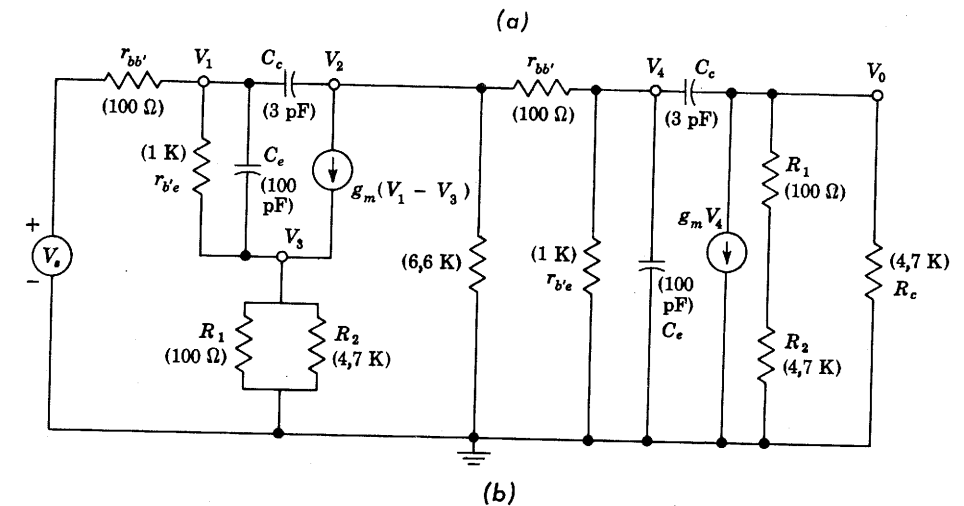 (a)
r_bb'
(100 Ω)
V_1
C_c
(3 pF)
V_2
r_bb'
(100 Ω)
V_4
C_c
(3 pF)
V_0
(1 K)
r_b'e
C_e
(100
pF)
g_m(V_1 − V_3)
V_3
+
V_s
−
R_1
(100 Ω)
R_2
(4,7 K)
(6,6 K)
(1 K)
r_b'e
(100
pF)
C_e
g_m V_4
R_1
(100 Ω)
R_2
(4,7 K)
(4,7 K)
R_c
(b)